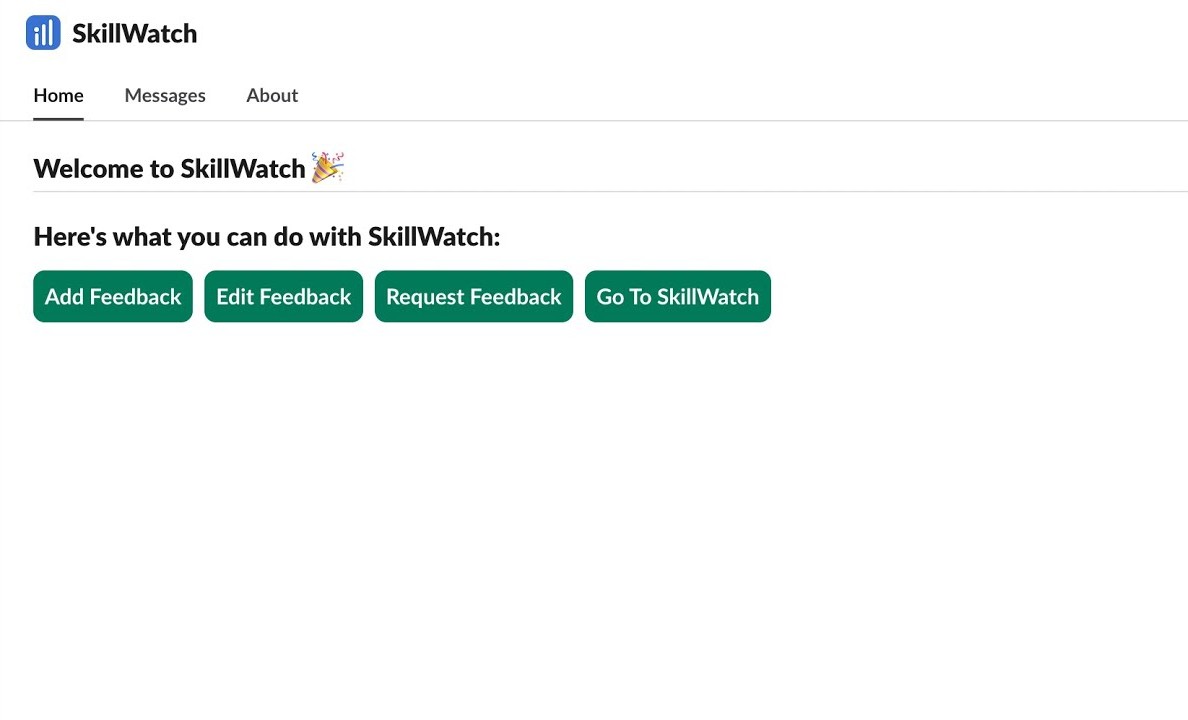 SkillWatch
Home Messages About
Welcome to SkillWatch 🎉
Here's what you can do with SkillWatch:
Add Feedback Edit Feedback Request Feedback Go To SkillWatch